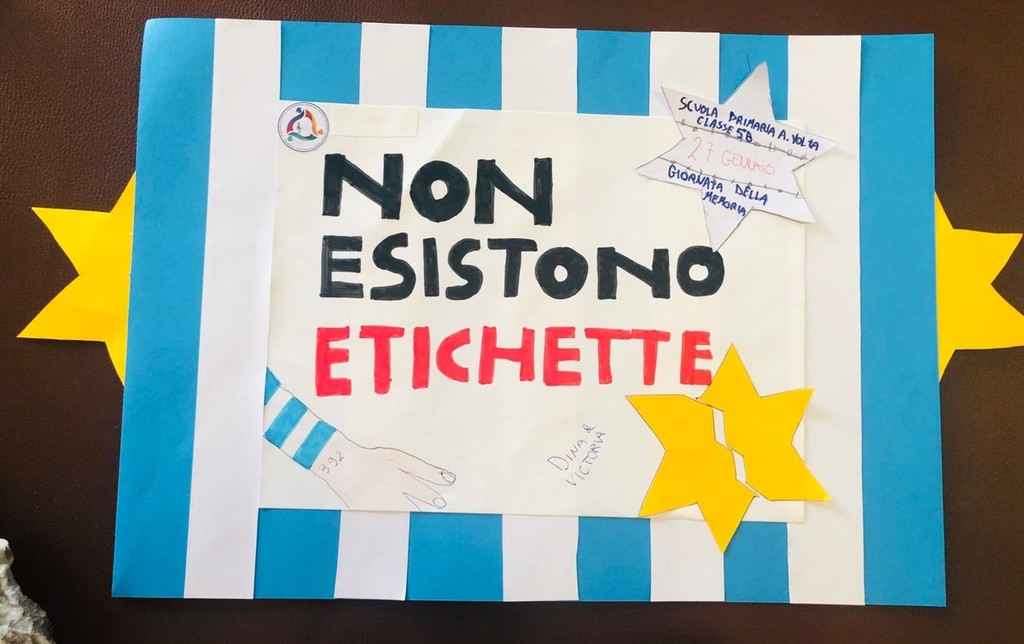 SCUOLA PRIMARIA A. VOLTA
CLASSE 5B
27 GENNAIO
GIORNATA DELLA
MEMORIA
NON
ESISTONO
ETICHETTE
392
DINA e
VICTORIA